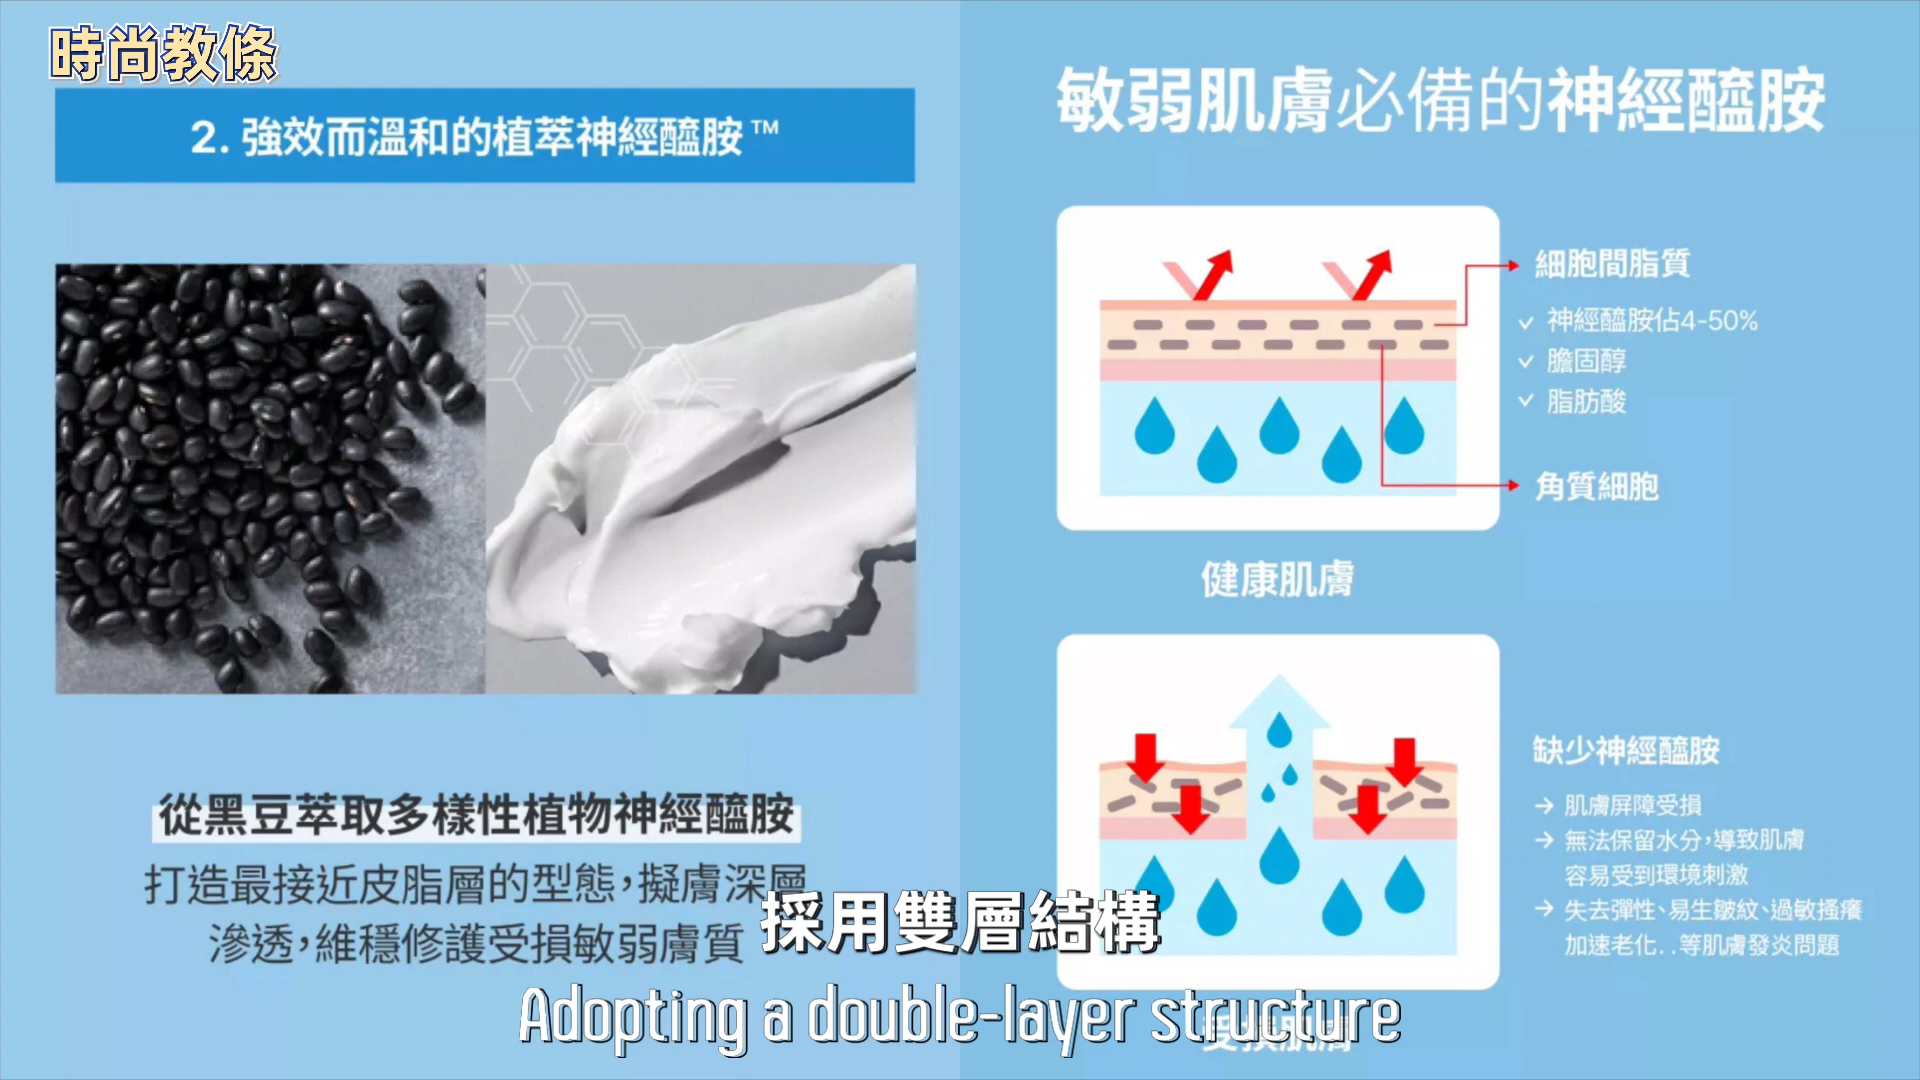 時尚教條
2. 強效而溫和的植萃神經醯胺™
從黑豆萃取多樣性植物神經醯胺
打造最接近皮脂層的型態,擬膚深層
滲透,維穩修護受損敏弱膚質
敏弱肌膚必備的神經醯胺
細胞間脂質
神經醯胺佔4-50%
膽固醇
脂肪酸
角質細胞
健康肌膚
缺少神經醯胺
→ 肌膚屏障受損
→ 無法保留水分,導致肌膚
容易受到環境刺激
→ 失去彈性、易生皺紋、過敏搔癢
加速老化..等肌膚發炎問題
受損肌膚
採用雙層結構
Adopting a double-layer structure